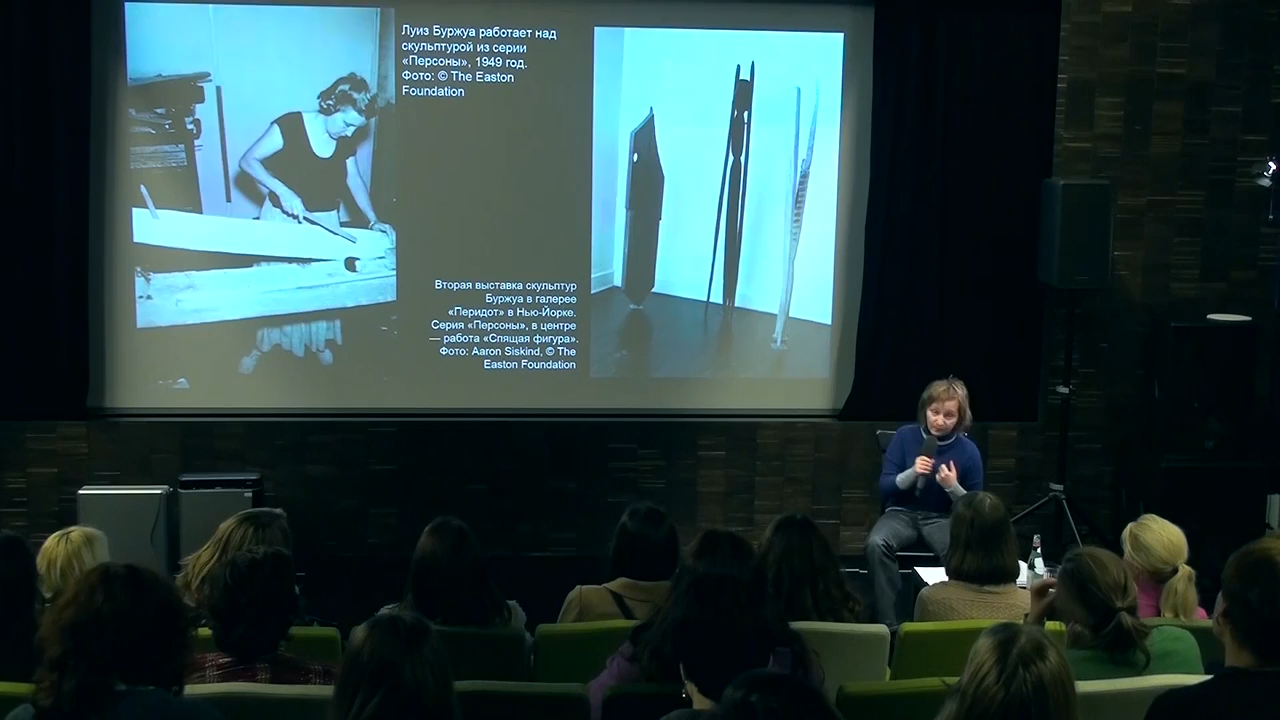 Луиз Буржуа работает над
скульптурой из серии
«Персоны», 1949 год.
Фото: © The Easton
Foundation
Вторая выставка скульптур
Буржуа в галерее
«Перидот» в Нью-Йорке.
Серия «Персоны», в центре
— работа «Спящая фигура».
Фото: Aaron Siskind, © The
Easton Foundation